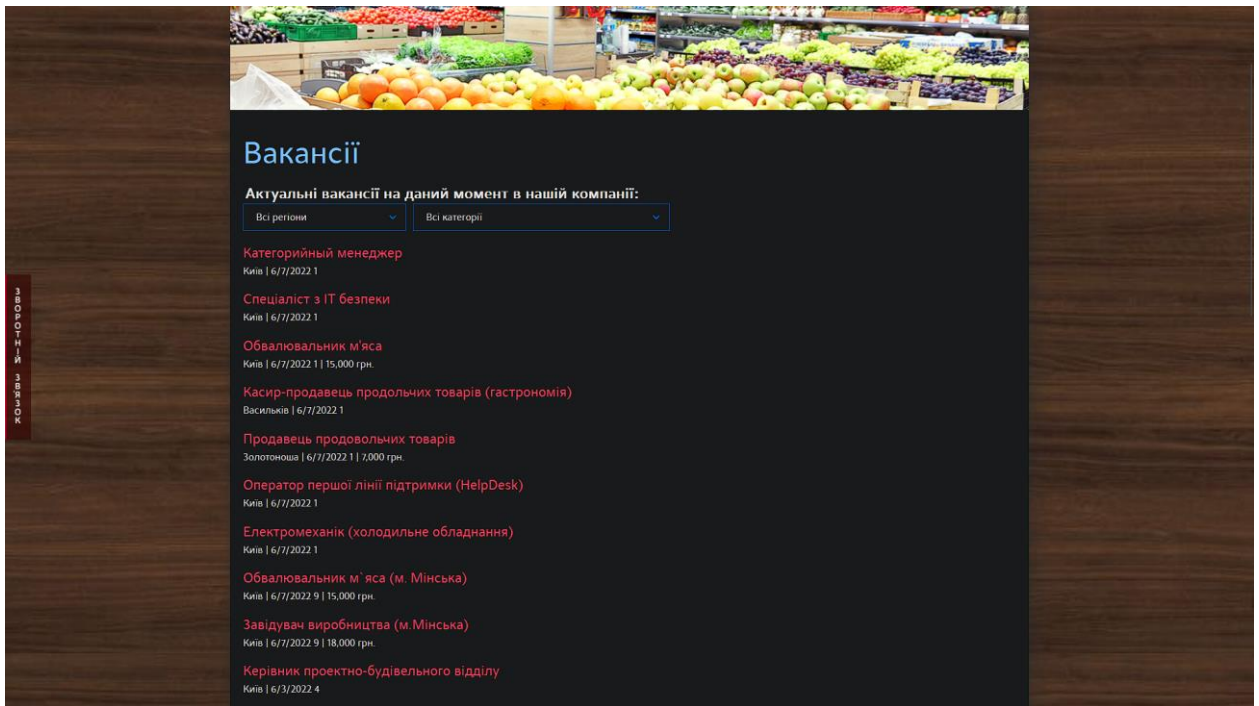 Вакансії
Актуальні вакансії на даний момент в нашій компанії:
Всі регіони
Всі категорії
Категорийный менеджер
Київ | 6/7/2022 1
Спеціаліст з IT безпеки
Київ | 6/7/2022 1
Обвалювальник м'яса
Київ | 6/7/2022 1 | 15,000 грн.
Касир-продавець продольчих товарів (гастрономія)
Васильків | 6/7/2022 1
Продавець продовольчих товарів
Золотоноша | 6/7/2022 1 | 7,000 грн.
Оператор першої лінії підтримки (HelpDesk)
Київ | 6/7/2022 1
Електромеханік (холодильне обладнання)
Київ | 6/7/2022 1
Обвалювальник м`яса (м. Мінська)
Київ | 6/7/2022 9 | 15,000 грн.
Завідувач виробництва (м.Мінська)
Київ | 6/7/2022 9 | 18,000 грн.
Керівник проектно-будівельного відділу
Київ | 6/3/2022 4
ЗВОРОТНІЙ ЗВ'ЯЗОК